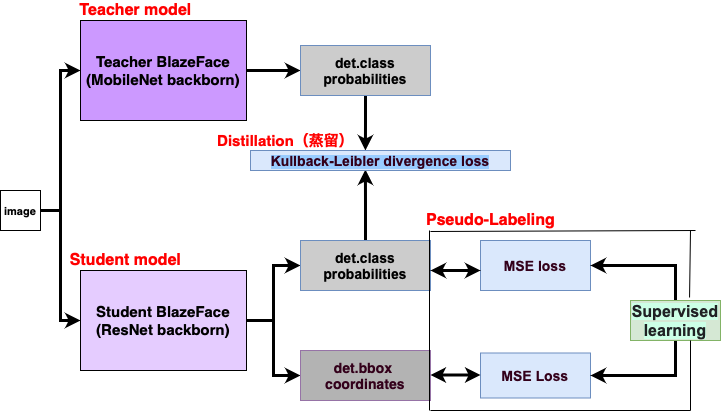 Teacher model
Teacher BlazeFace
(MobileNet backborn)
det.class
probabilities
Distillation（蒸留）
Kullback-Leibler divergence loss
image
Pseudo-Labeling
Student model
Student BlazeFace
(ResNet backborn)
det.class
probabilities
MSE loss
Supervised
learning
det.bbox
coordinates
MSE Loss